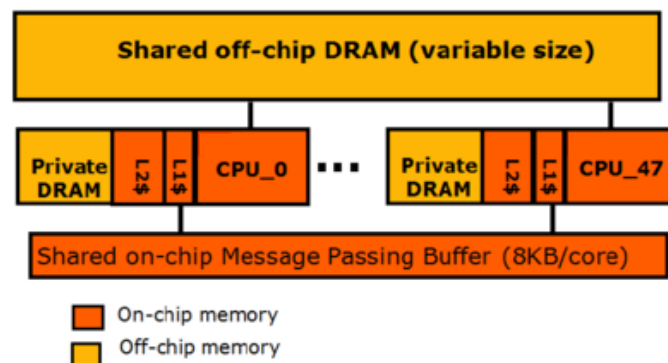 Shared off-chip DRAM (variable size)
Private
DRAM
L2$
L1$
CPU_0
...
Private
DRAM
L2$
L1$
CPU_47
Shared on-chip Message Passing Buffer (8KB/core)
On-chip memory
Off-chip memory